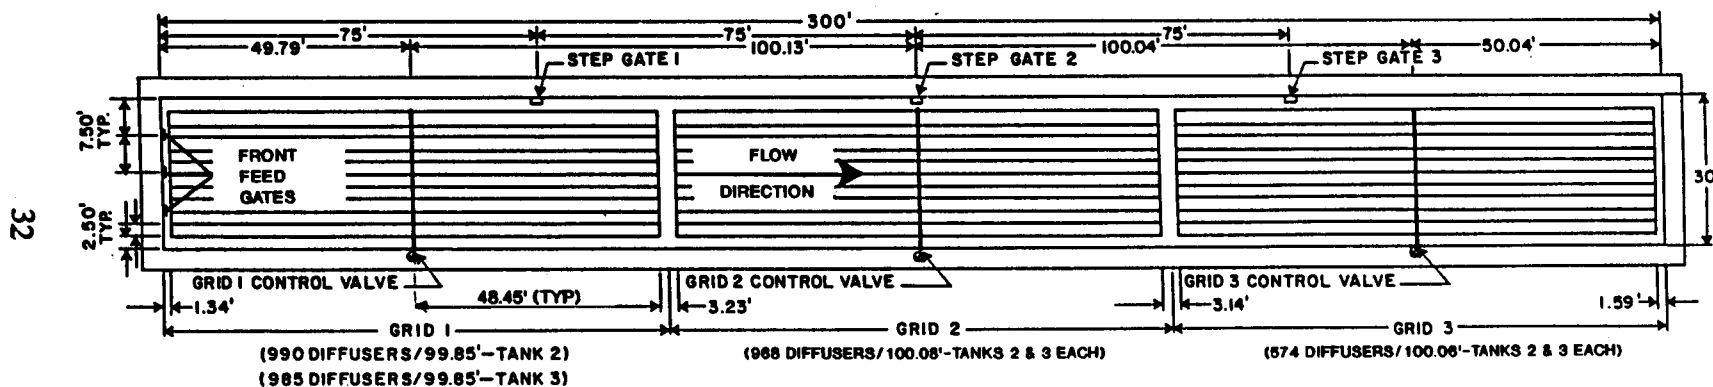 300'
75' 75' 75'
49.79' 100.13' 100.04' 50.04'
STEP GATE 1 STEP GATE 2 STEP GATE 3
7.50'
TYP.
FRONT
FEED
GATES
FLOW
DIRECTION
30
2.50'
TYP.
32
GRID 1 CONTROL VALVE GRID 2 CONTROL VALVE GRID 3 CONTROL VALVE
1.34' 48.45' (TYP) 3.23' 3.14' 1.59'
GRID 1 GRID 2 GRID 3
(990 DIFFUSERS/99.85'-TANK 2) (968 DIFFUSERS/100.08'-TANKS 2 & 3 EACH) (574 DIFFUSERS/100.06'-TANKS 2 & 3 EACH)
(985 DIFFUSERS/99.85'-TANK 3)